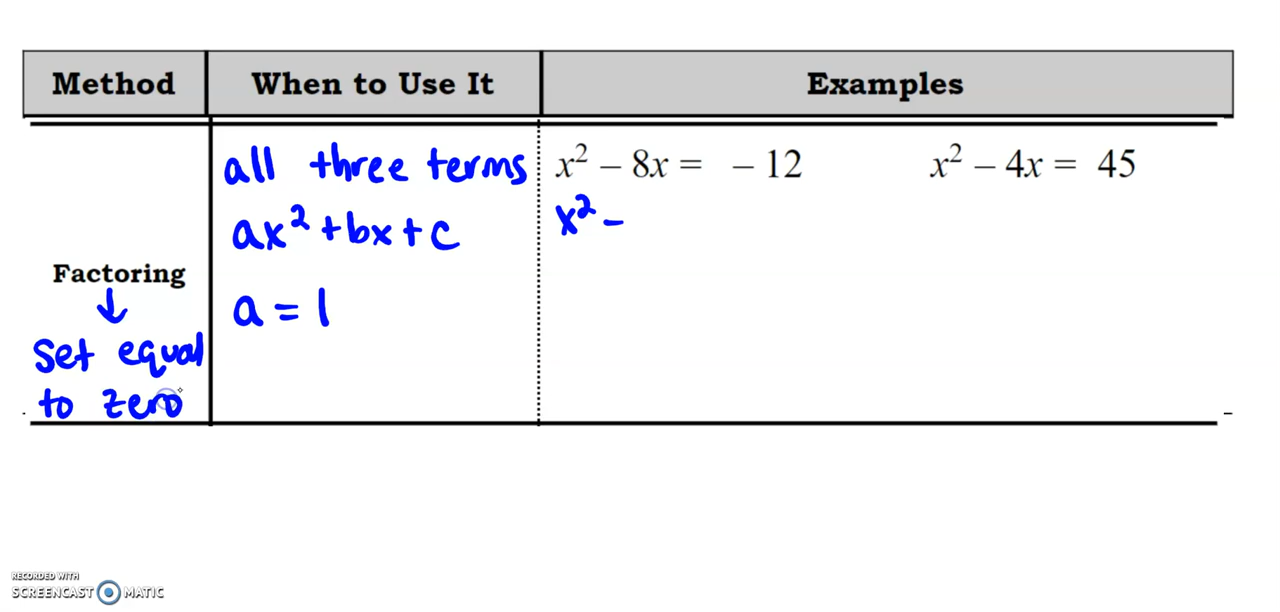 Method When to Use It Examples
all three terms
ax² + bx + c
a = 1
Factoring
↓
Set equal
to zero
x² – 8x = – 12
x² –
x² – 4x = 45
RECORDED WITH
SCREENCAST MATIC